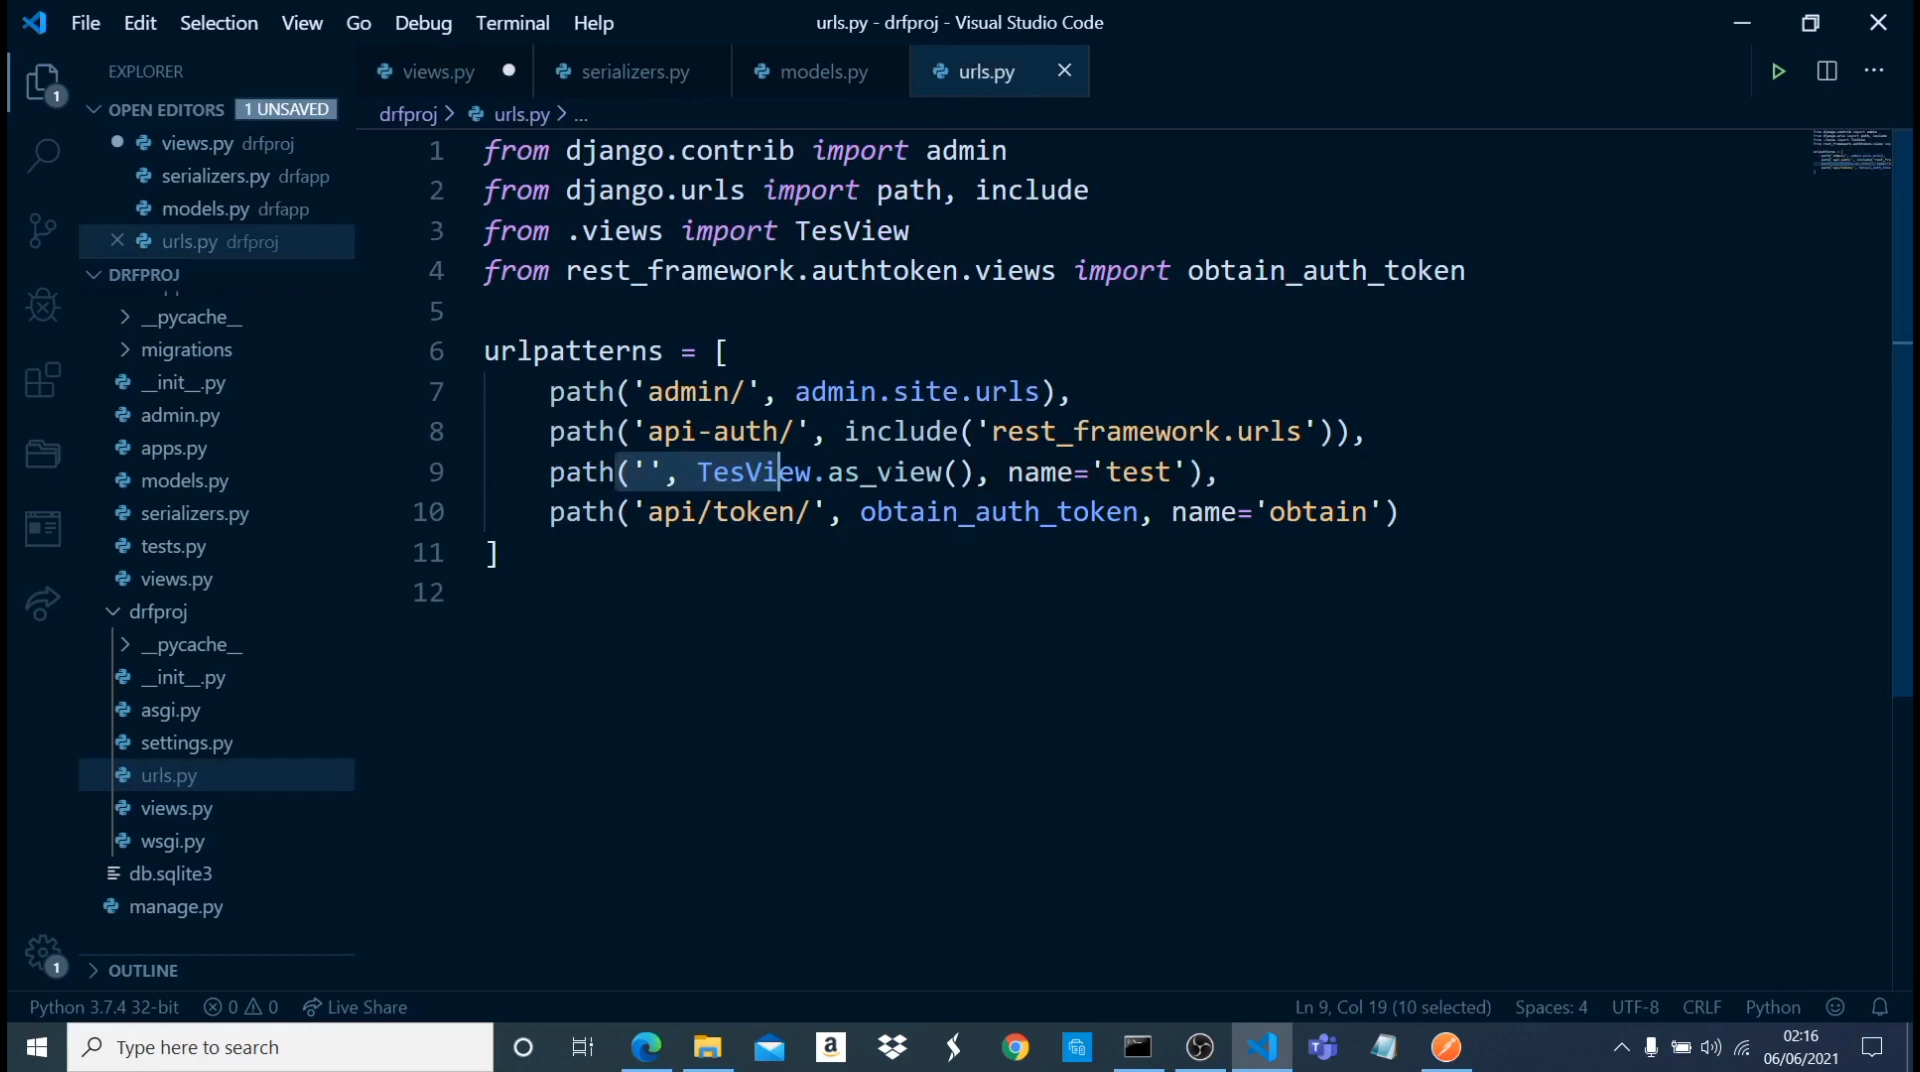 File Edit Selection View Go Debug Terminal Help urls.py - drfproj - Visual Studio Code
EXPLORER
OPEN EDITORS 1 UNSAVED
views.py drfproj
serializers.py drfapp
models.py drfapp
urls.py drfproj
DRFPROJ
__pycache__
migrations
__init__.py
admin.py
apps.py
models.py
serializers.py
tests.py
views.py
drfproj
__pycache__
__init__.py
asgi.py
settings.py
urls.py
views.py
wsgi.py
db.sqlite3
manage.py
OUTLINE
1
1
views.py serializers.py models.py urls.py
drfproj > urls.py > ...
1 from django.contrib import admin
2 from django.urls import path, include
3 from .views import TesView
4 from rest_framework.authtoken.views import obtain_auth_token
5
6 urlpatterns = [
7 path('admin/', admin.site.urls),
8 path('api-auth/', include('rest_framework.urls')),
9 path('', TesView.as_view(), name='test'),
10 path('api/token/', obtain_auth_token, name='obtain')
11 ]
12
Python 3.7.4 32-bit 0 0 Live Share Ln 9, Col 19 (10 selected) Spaces: 4 UTF-8 CRLF Python
Type here to search
02:16
06/06/2021